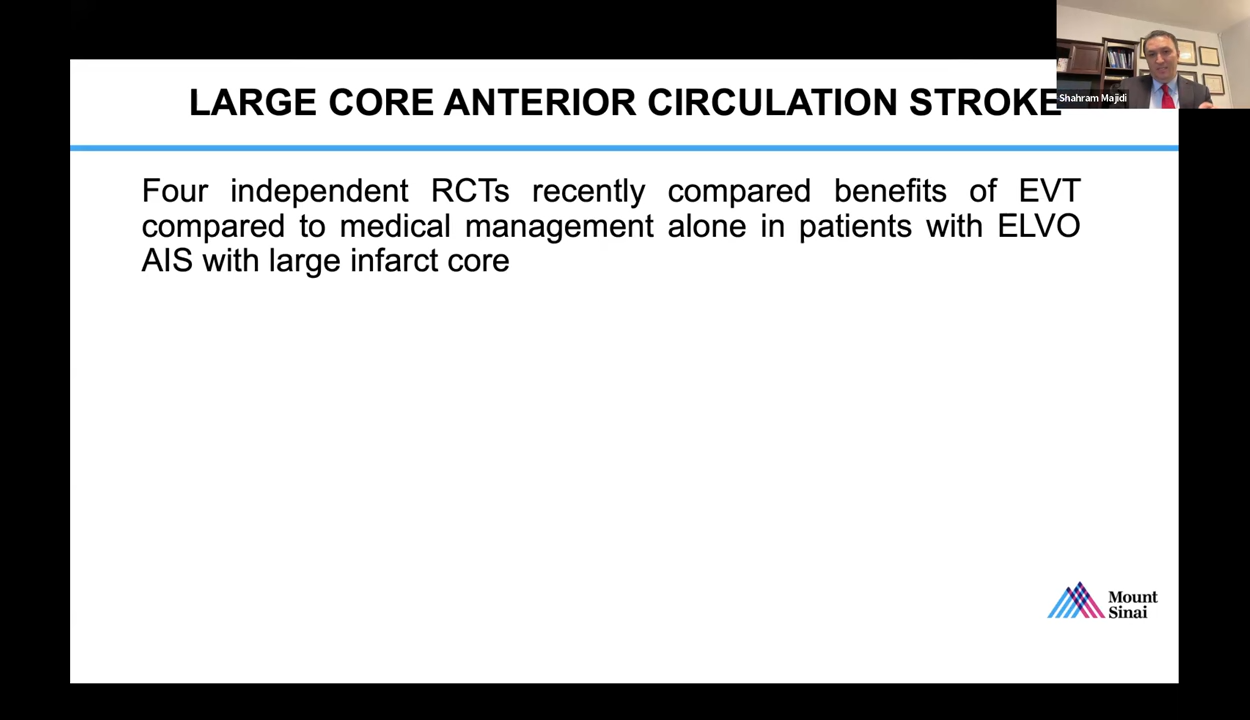 LARGE CORE ANTERIOR CIRCULATION STROKE
Shahram Majidi
Four independent RCTs recently compared benefits of EVT
compared to medical management alone in patients with ELVO
AIS with large infarct core
Mount
Sinai